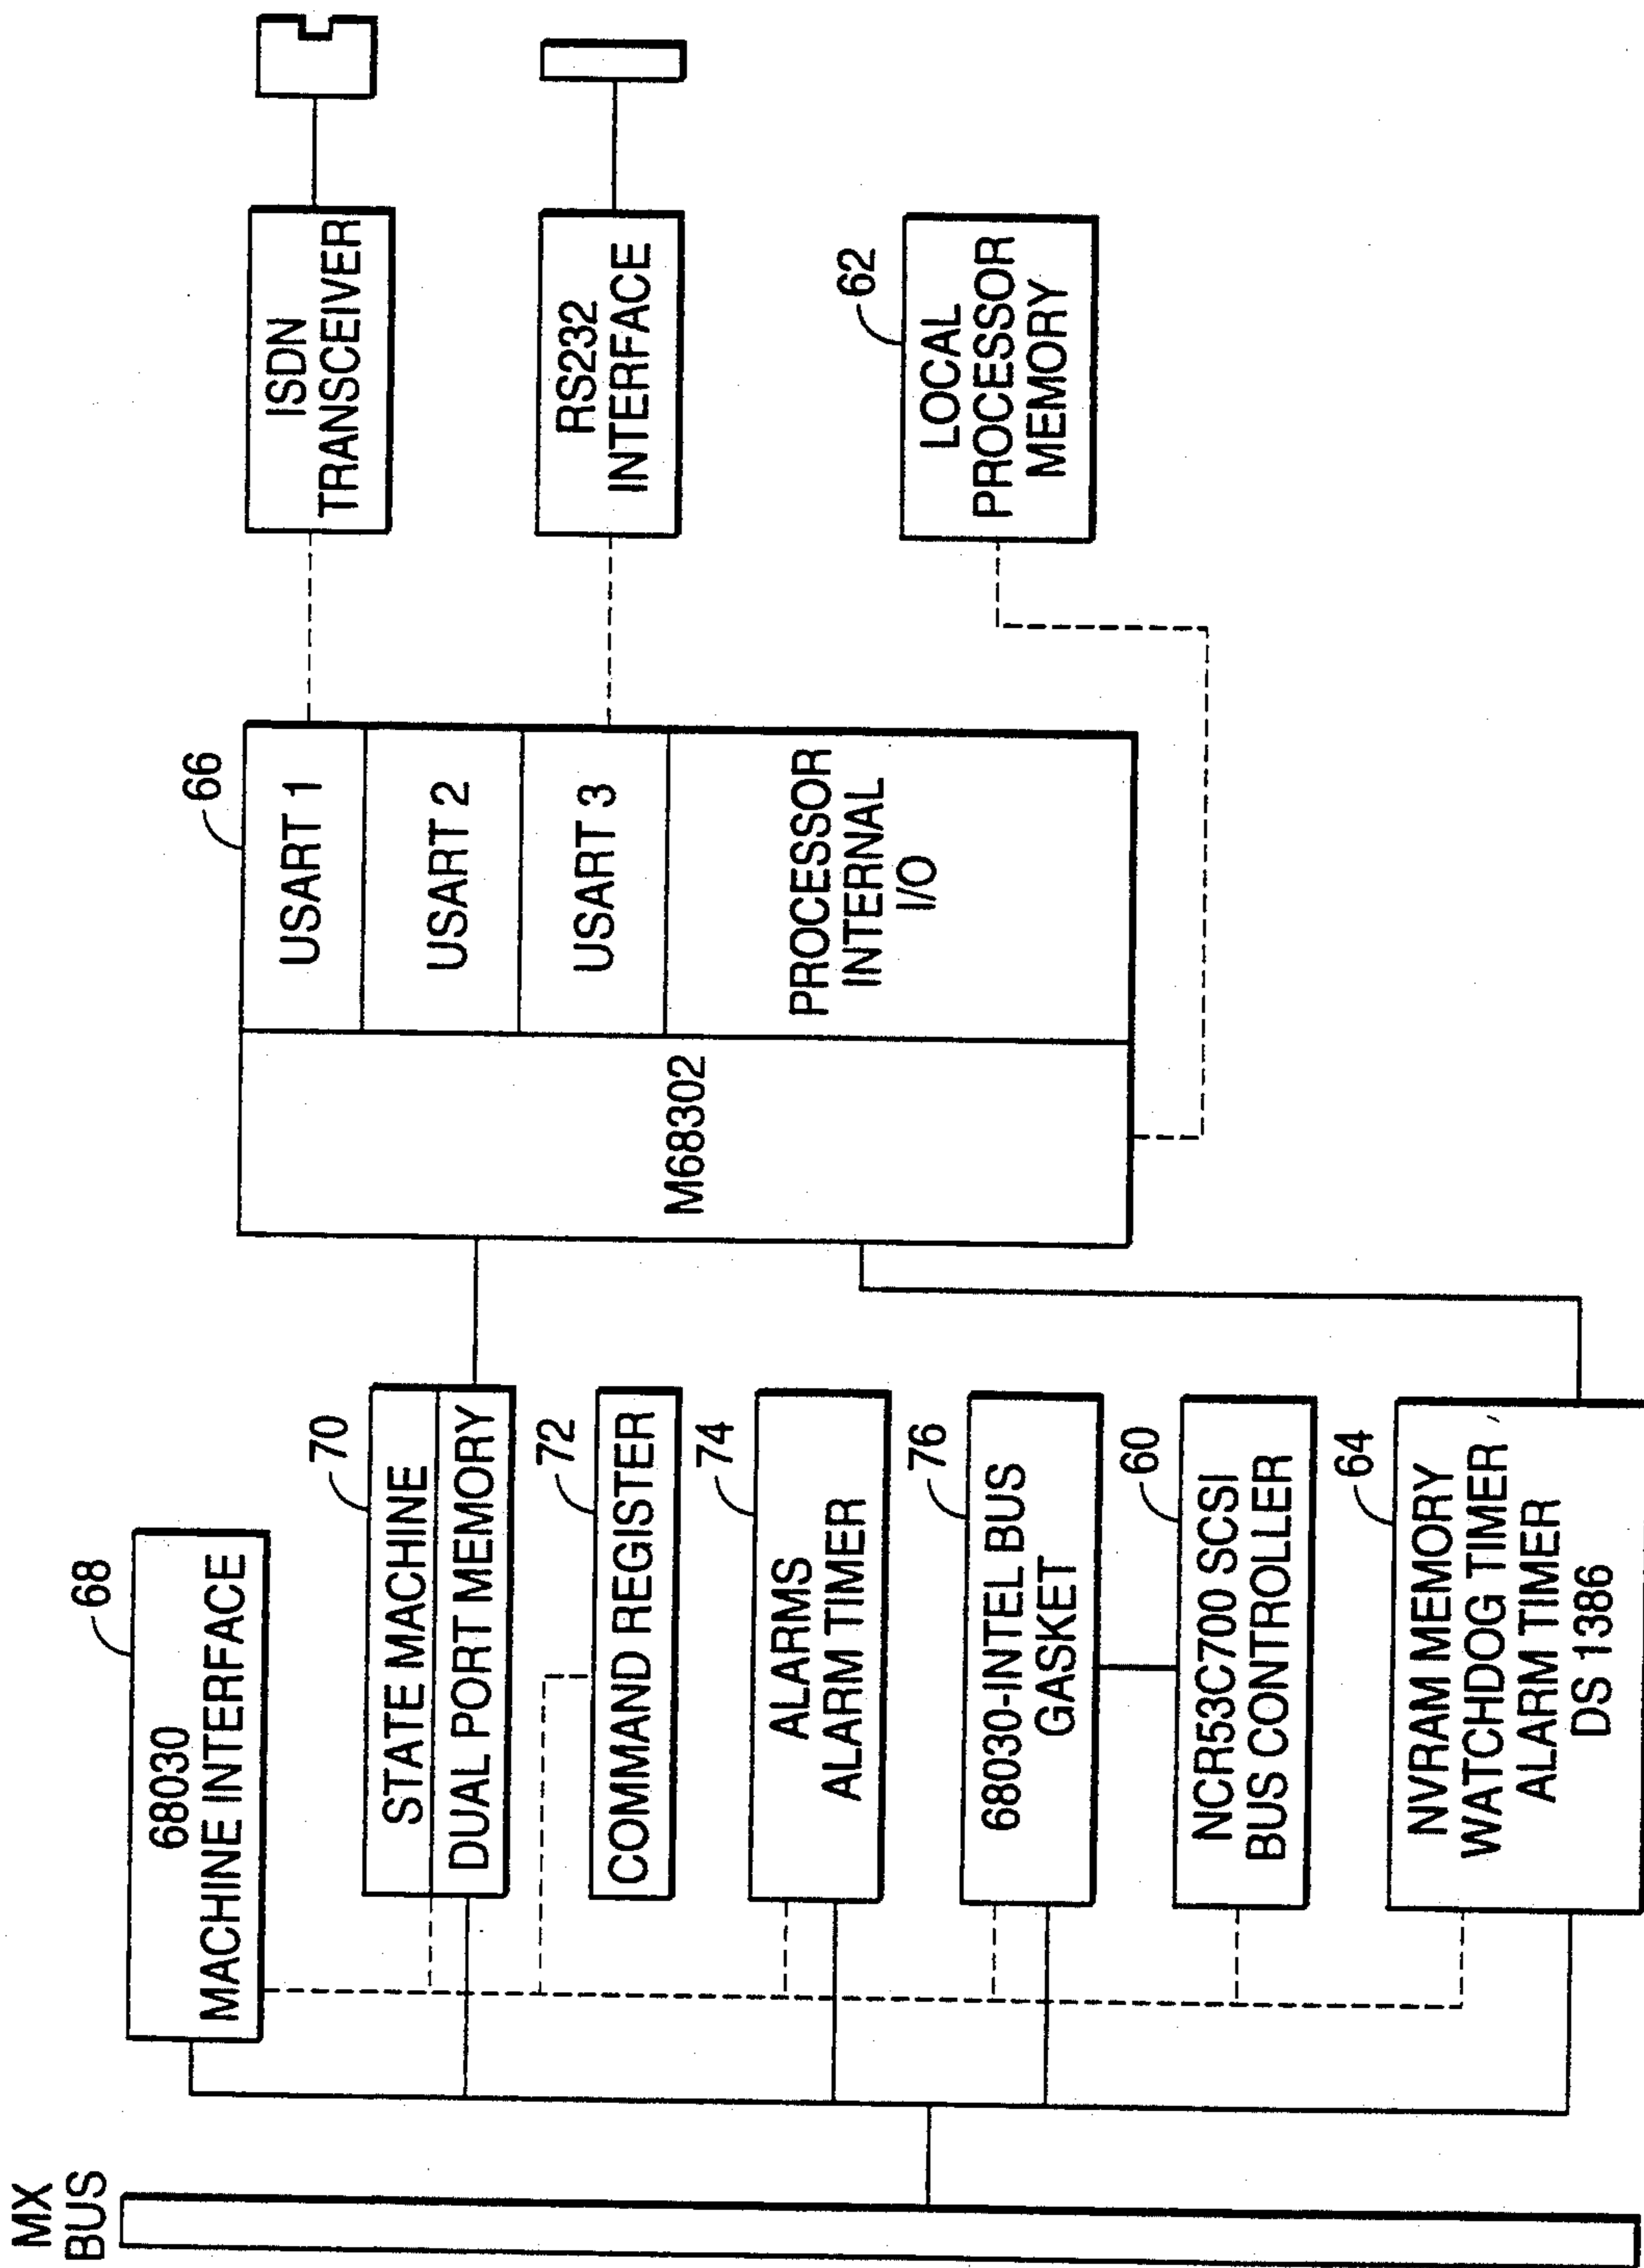 MX
BUS
68
68030
MACHINE INTERFACE
70
STATE MACHINE
DUAL PORT MEMORY
72
COMMAND REGISTER
74
ALARMS
ALARM TIMER
76
68030-INTEL BUS
GASKET
60
NCR53C700 SCSI
BUS CONTROLLER
64
NVRAM MEMORY
WATCHDOG TIMER
ALARM TIMER
DS 1386
66
M68302
USART 1
USART 2
USART 3
PROCESSOR
INTERNAL
I/O
ISDN
TRANSCEIVER
RS232
INTERFACE
62
LOCAL
PROCESSOR
MEMORY